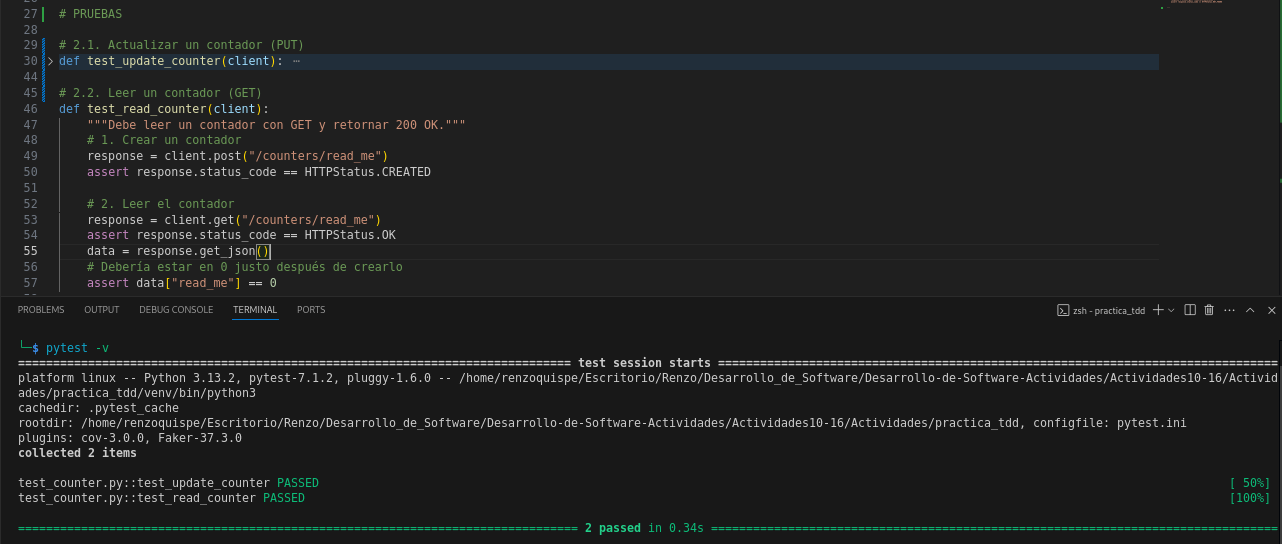 27 # PRUEBAS
28
29 # 2.1. Actualizar un contador (PUT)
30 > def test_update_counter(client): ⋯
44
45 # 2.2. Leer un contador (GET)
46 def test_read_counter(client):
47 """Debe leer un contador con GET y retornar 200 OK."""
48 # 1. Crear un contador
49 response = client.post("/counters/read_me")
50 assert response.status_code == HTTPStatus.CREATED
51
52 # 2. Leer el contador
53 response = client.get("/counters/read_me")
54 assert response.status_code == HTTPStatus.OK
55 data = response.get_json()
56 # Debería estar en 0 justo después de crearlo
57 assert data["read_me"] == 0
PROBLEMS OUTPUT DEBUG CONSOLE TERMINAL PORTS zsh - practica_tdd
└─$ pytest -v
=============================================================================== test session starts ================================================================================
platform linux -- Python 3.13.2, pytest-7.1.2, pluggy-1.6.0 -- /home/renzoquispe/Escritorio/Renzo/Desarrollo_de_Software/Desarrollo-de-Software-Actividades/Actividades10-16/Activid
ades/practica_tdd/venv/bin/python3
cachedir: .pytest_cache
rootdir: /home/renzoquispe/Escritorio/Renzo/Desarrollo_de_Software/Desarrollo-de-Software-Actividades/Actividades10-16/Actividades/practica_tdd, configfile: pytest.ini
plugins: cov-3.0.0, Faker-37.3.0
collected 2 items
test_counter.py::test_update_counter PASSED [ 50%]
test_counter.py::test_read_counter PASSED [100%]
================================================================================ 2 passed in 0.34s =================================================================================